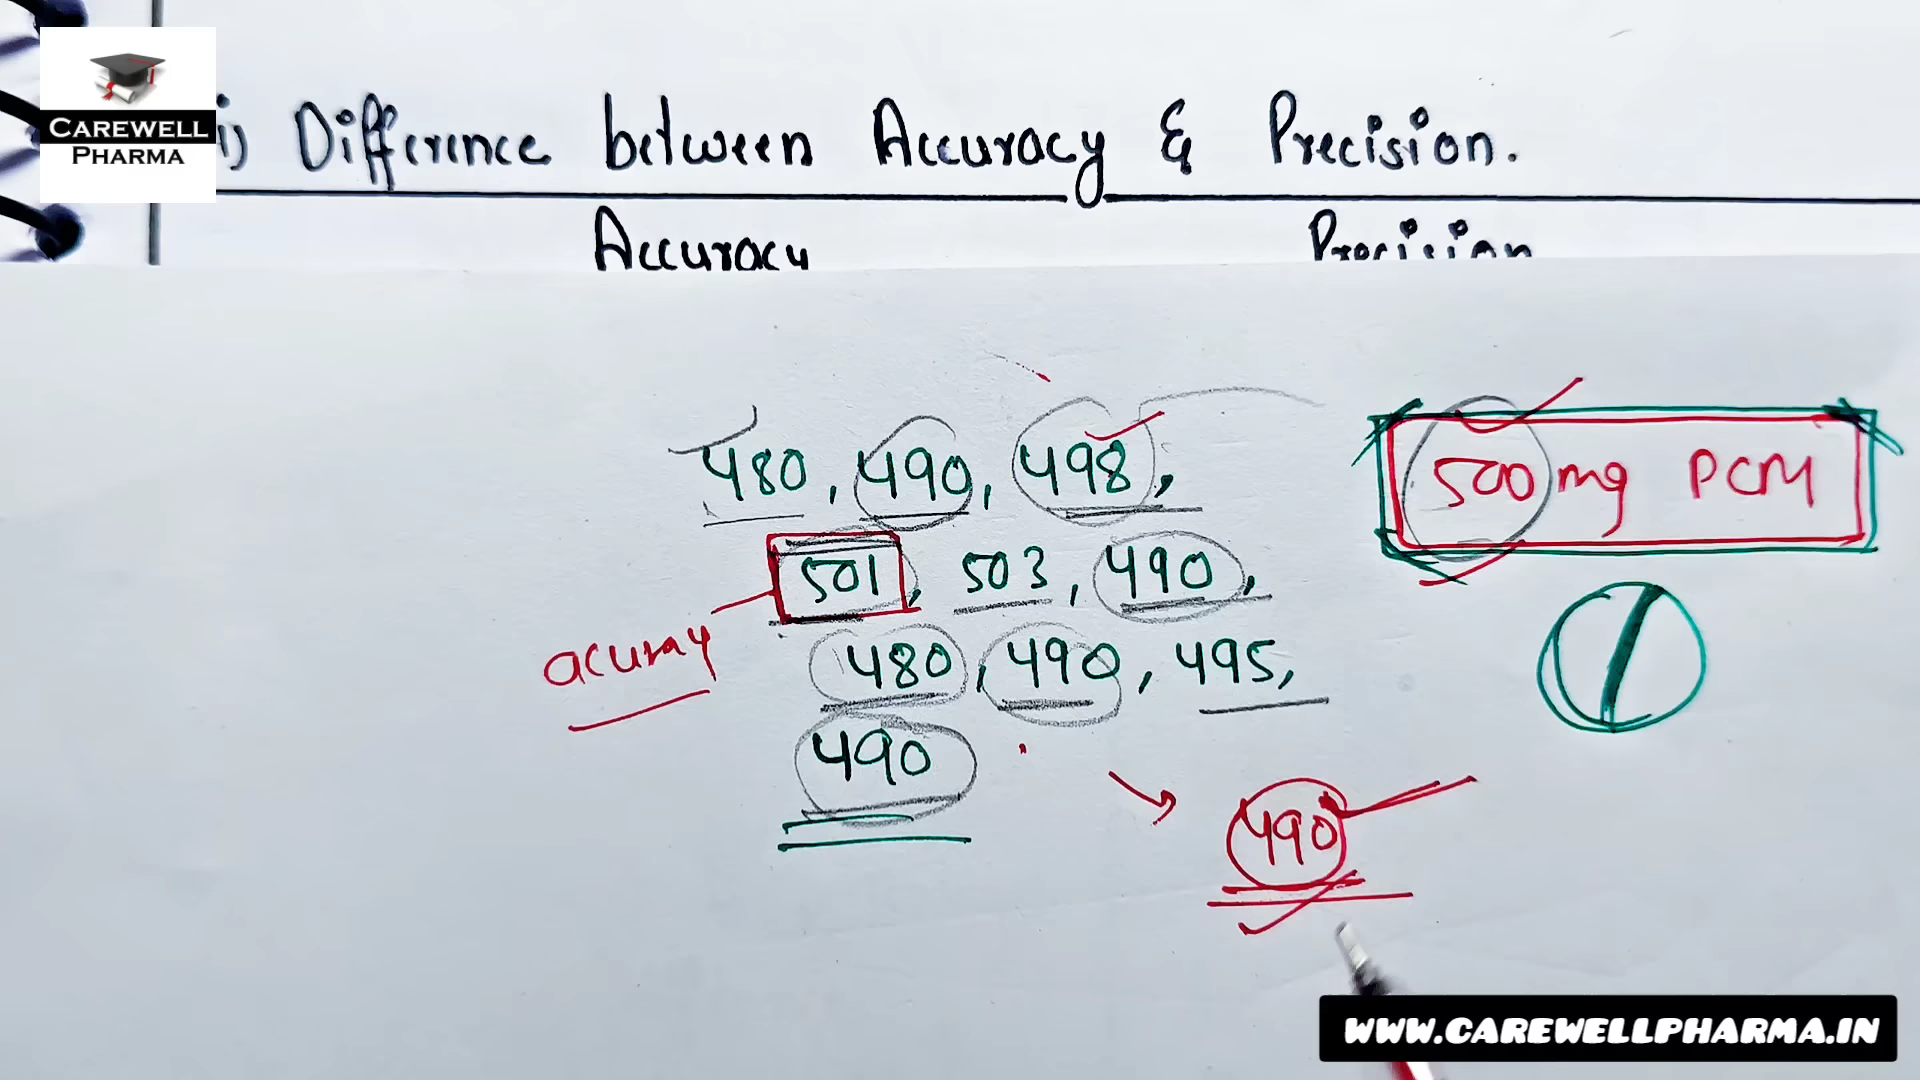 CAREWELL
PHARMA
i) Difference between Accuracy & Precision.
Accuracy Precision
480, 490, 498,
500 mg PCM
501, 503, 490,
acuray
480, 490, 495,
490
490
WWW.CAREWELLPHARMA.IN